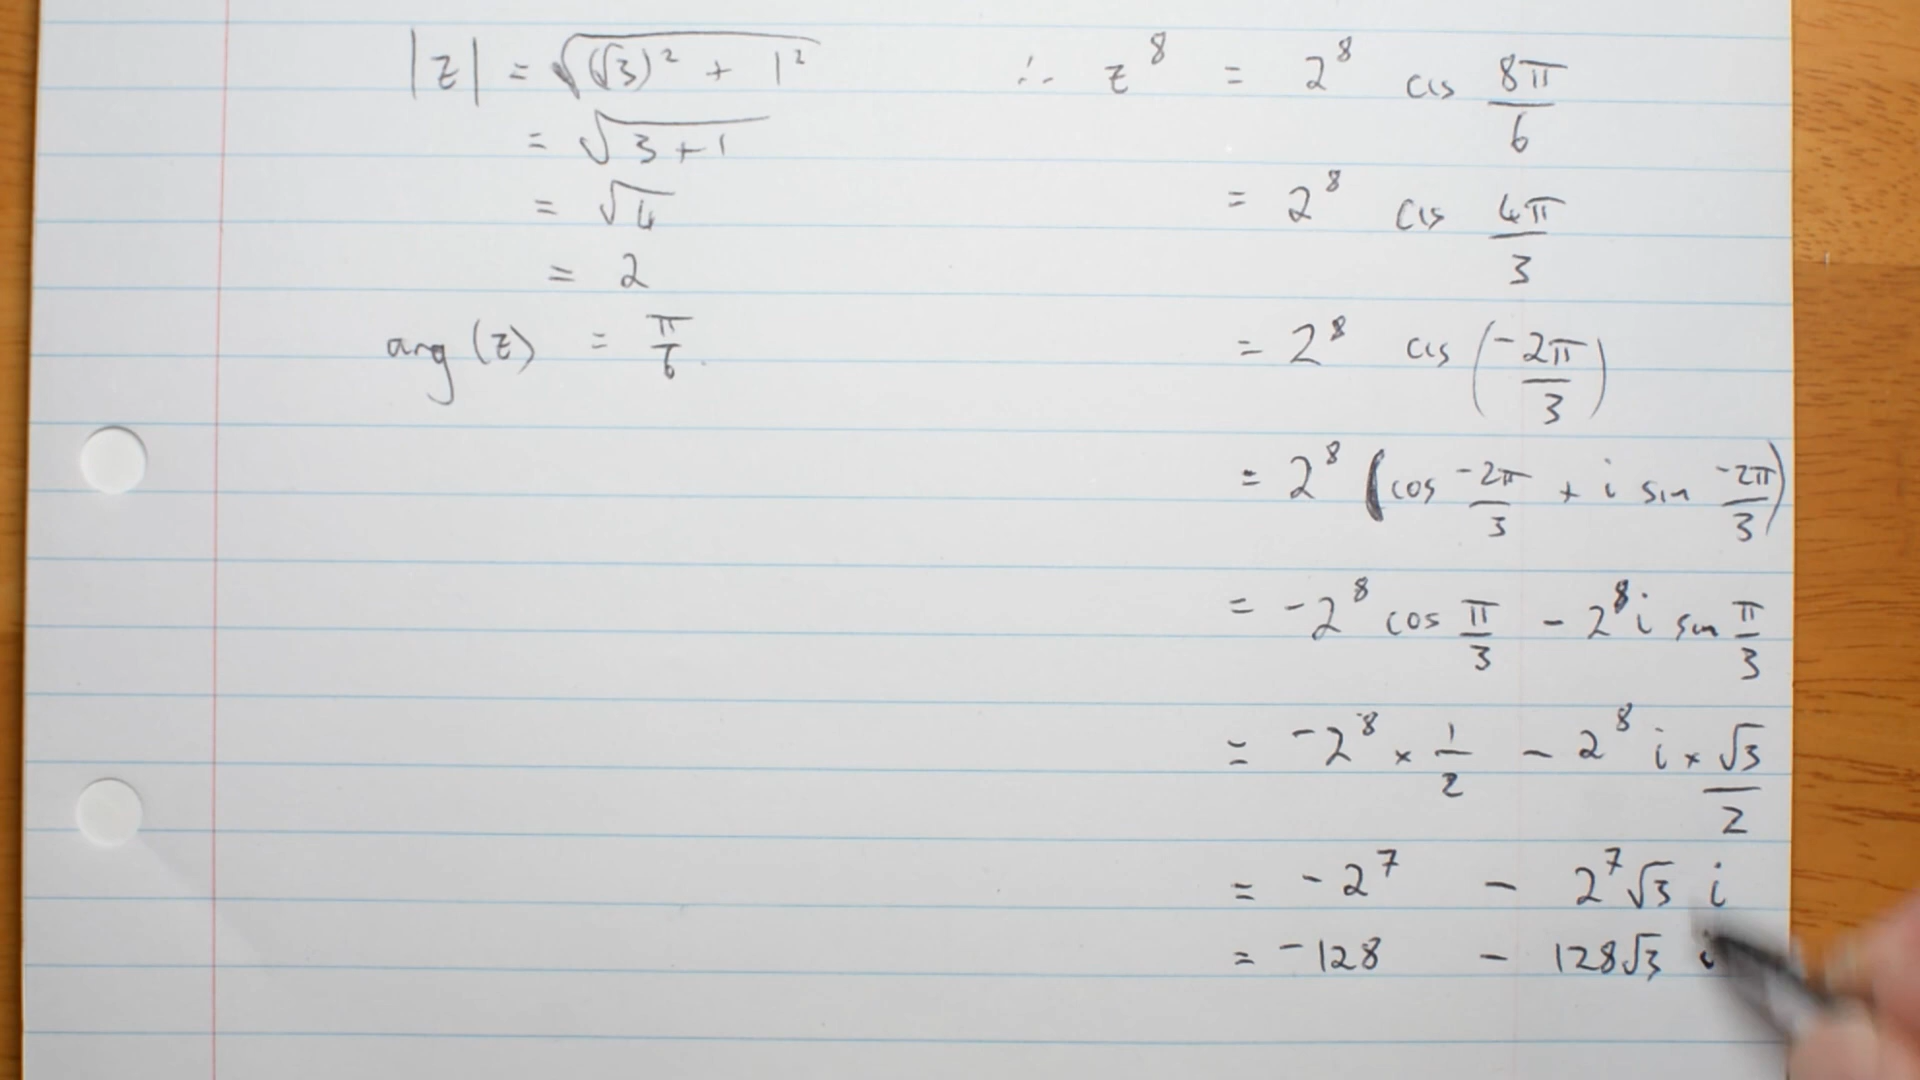 |z| = √((√3)² + 1²)
= √(3+1)
= √4
= 2
arg (z) = π/6.
∴ z⁸ = 2⁸ cis 8π/6
= 2⁸ cis 4π/3
= 2⁸ cis (-2π/3)
= 2⁸ (cos -2π/3 + i sin -2π/3)
= -2⁸ cos π/3 - 2⁸ i sin π/3
= -2⁸ × 1/2 - 2⁸ i × √3/2
= -2⁷ - 2⁷√3 i
= -128 - 128√3 i